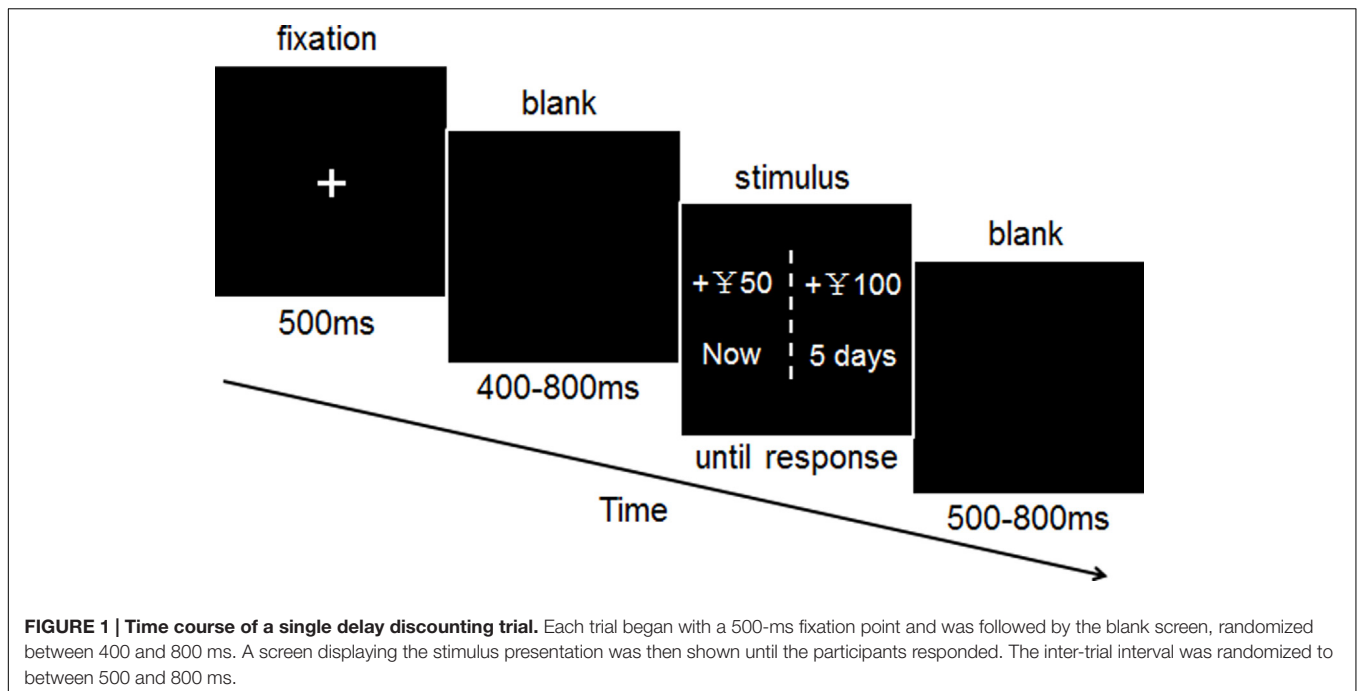 fixation
+
500ms
blank
400-800ms
stimulus
+¥50 +¥100
Now 5 days
until response
blank
500-800ms
Time
FIGURE 1 | Time course of a single delay discounting trial. Each trial began with a 500-ms fixation point and was followed by the blank screen, randomized
between 400 and 800 ms. A screen displaying the stimulus presentation was then shown until the participants responded. The inter-trial interval was randomized to
between 500 and 800 ms.